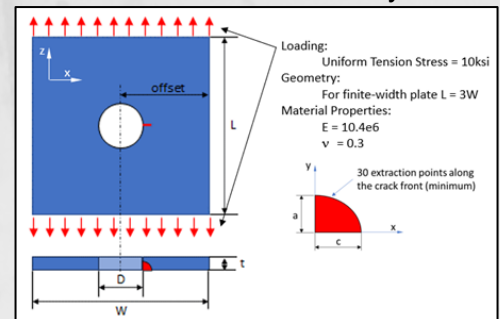 Loading:
Uniform Tension Stress = 10ksi
Geometry:
For finite-width plate L = 3W
Material Properties:
E = 10.4e6
ν = 0.3
z
x
offset
L
30 extraction points along
the crack front (minimum)
y
a
x
c
t
D
W